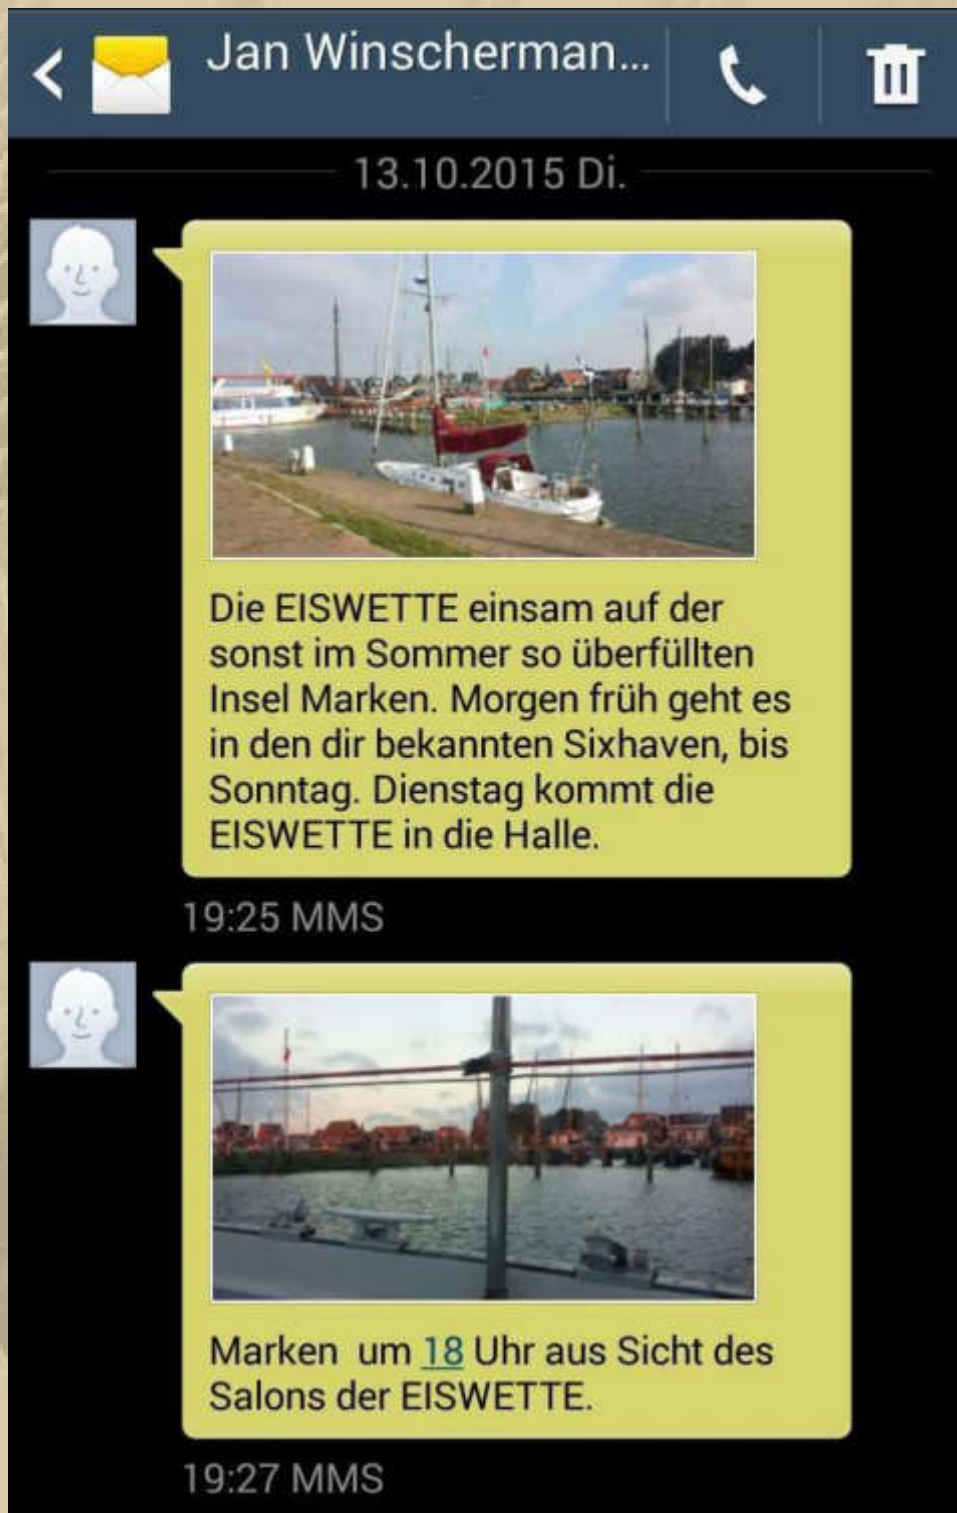 Jan Winscherman...
13.10.2015 Di.
Die EISWETTE einsam auf der
sonst im Sommer so überfüllten
Insel Marken. Morgen früh geht es
in den dir bekannten Sixhaven, bis
Sonntag. Dienstag kommt die
EISWETTE in die Halle.
19:25 MMS
Marken  um 18 Uhr aus Sicht des
Salons der EISWETTE.
19:27 MMS